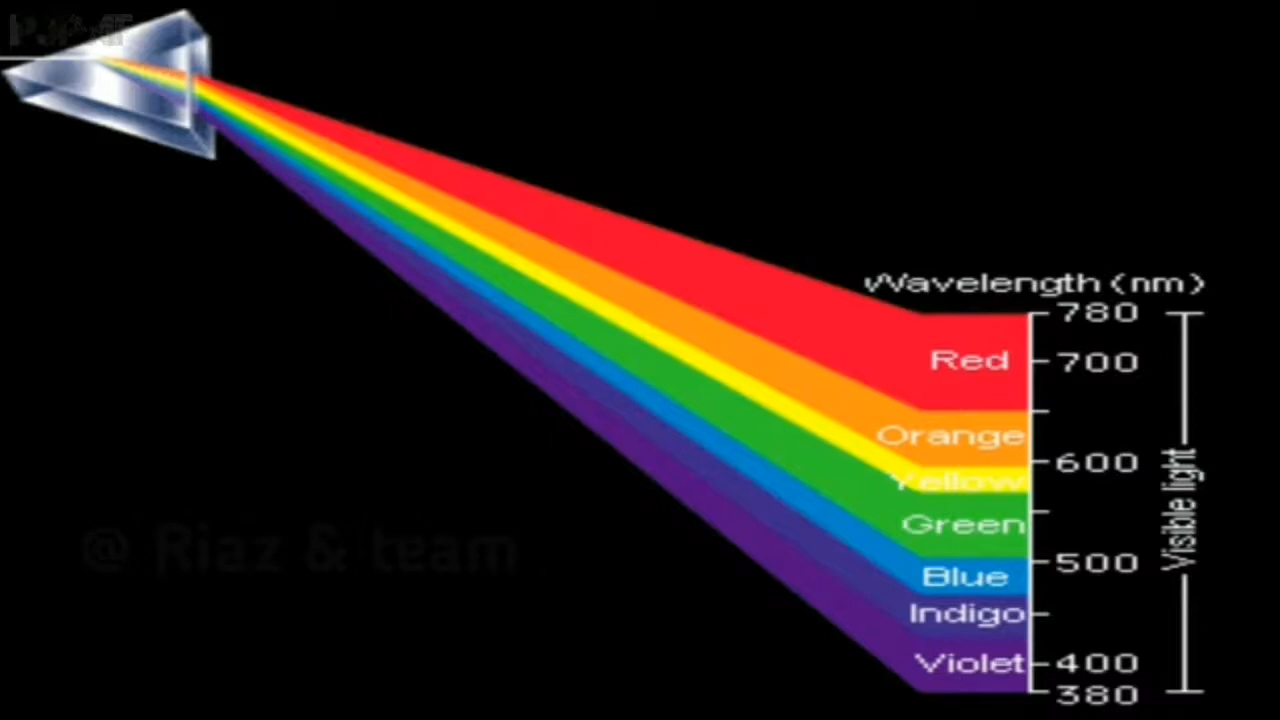 Wavelength (nm)
780
Red
700
Orange
600
Yellow
Green
500
Blue
Indigo
Violet
400
380
Visible light
@ Riaz & team